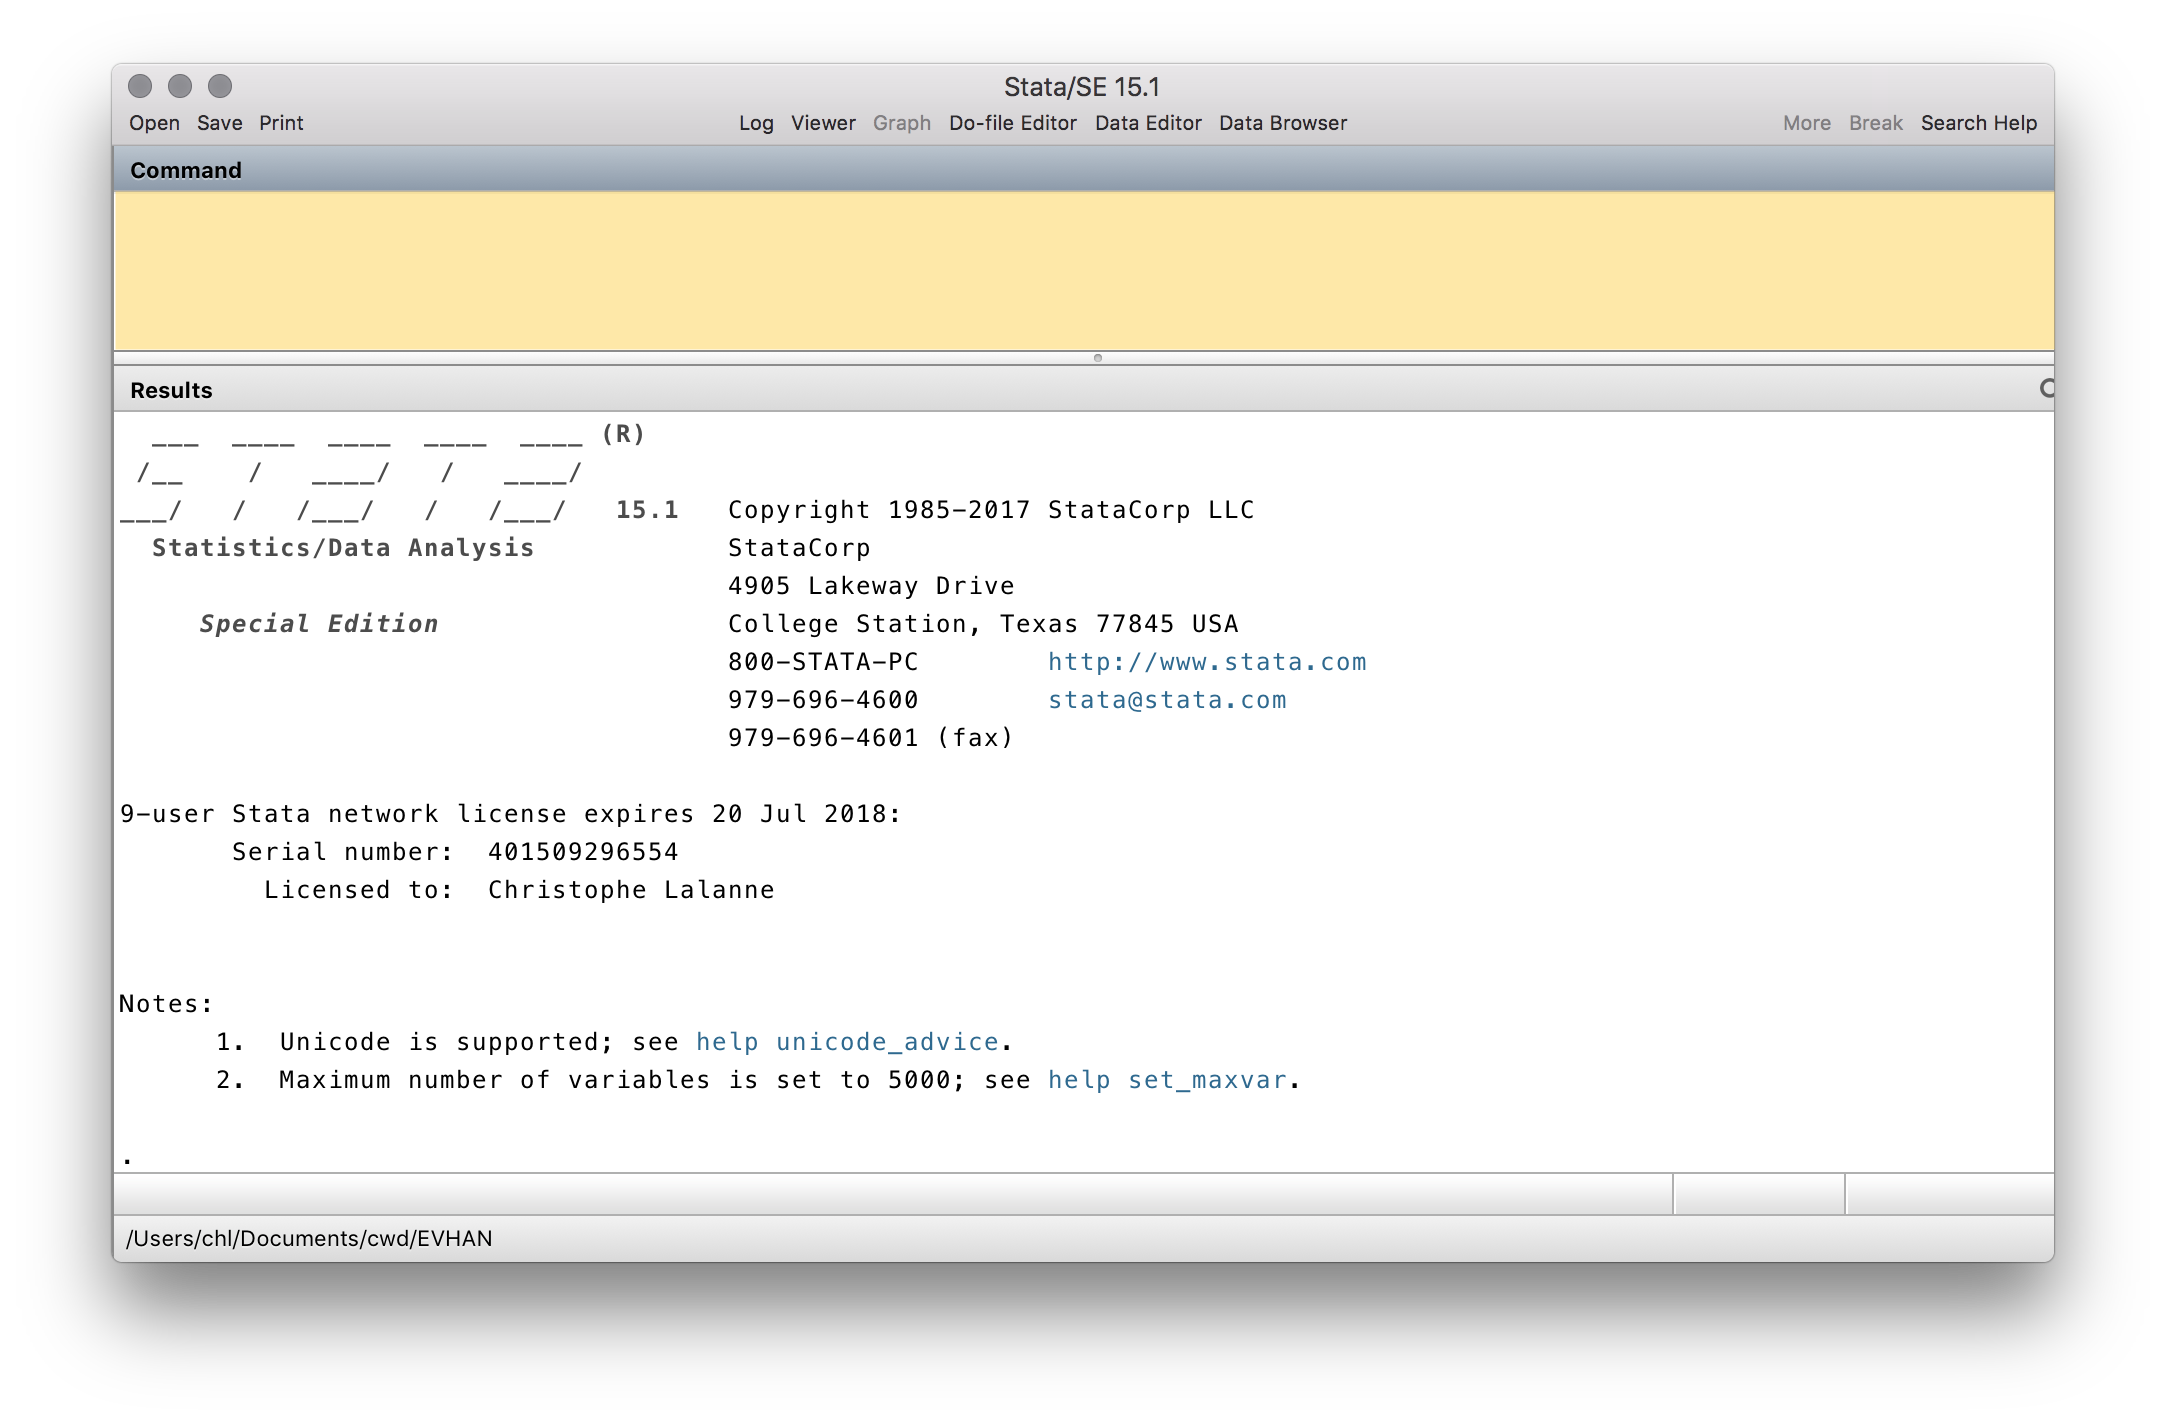 Stata/SE 15.1
Open Save Print Log Viewer Graph Do-file Editor Data Editor Data Browser More Break Search Help
Command
Results
  ___  ____  ____  ____  ____ (R)
 /__    /   ____/   /   ____/
___/   /   /___/   /   /___/   15.1   Copyright 1985-2017 StataCorp LLC
  Statistics/Data Analysis            StataCorp
                                      4905 Lakeway Drive
     Special Edition                  College Station, Texas 77845 USA
                                      800-STATA-PC        http://www.stata.com
                                      979-696-4600        stata@stata.com
                                      979-696-4601 (fax)
9-user Stata network license expires 20 Jul 2018:
       Serial number:  401509296554
         Licensed to:  Christophe Lalanne
Notes:
      1.  Unicode is supported; see help unicode_advice.
      2.  Maximum number of variables is set to 5000; see help set_maxvar.
.
/Users/chl/Documents/cwd/EVHAN